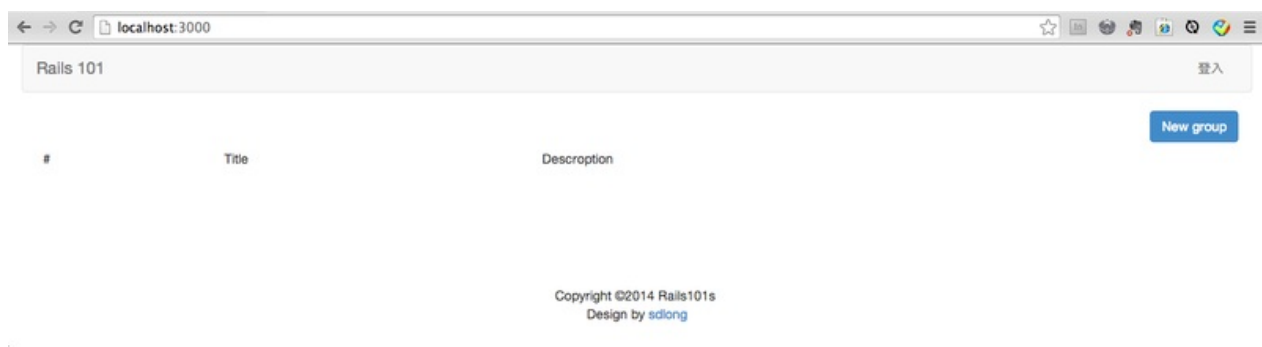 localhost:3000
Rails 101 登入
New group
# Title Descroption
Copyright ©2014 Rails101s
Design by sdlong